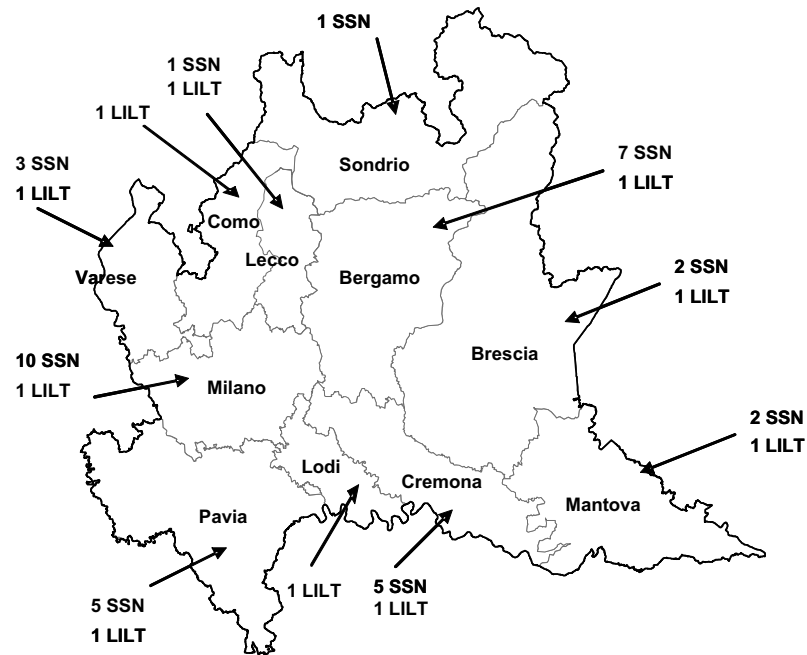 1 SSN
1 SSN
1 LILT
1 LILT
3 SSN
1 LILT
Sondrio
7 SSN
1 LILT
Como
Lecco
Varese
Bergamo
2 SSN
1 LILT
Brescia
10 SSN
1 LILT
Milano
2 SSN
1 LILT
Lodi
Cremona
Mantova
Pavia
5 SSN
1 LILT
1 LILT
5 SSN
1 LILT